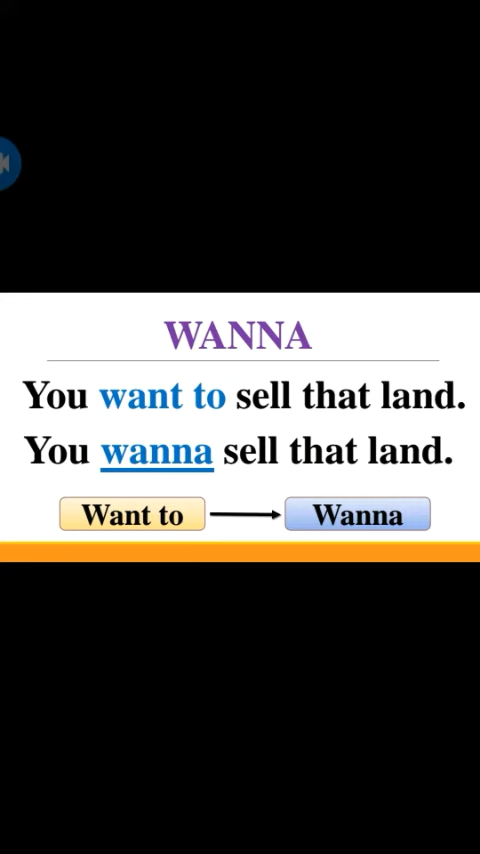 WANNA
You want to sell that land.
You wanna sell that land.
Want to
Wanna